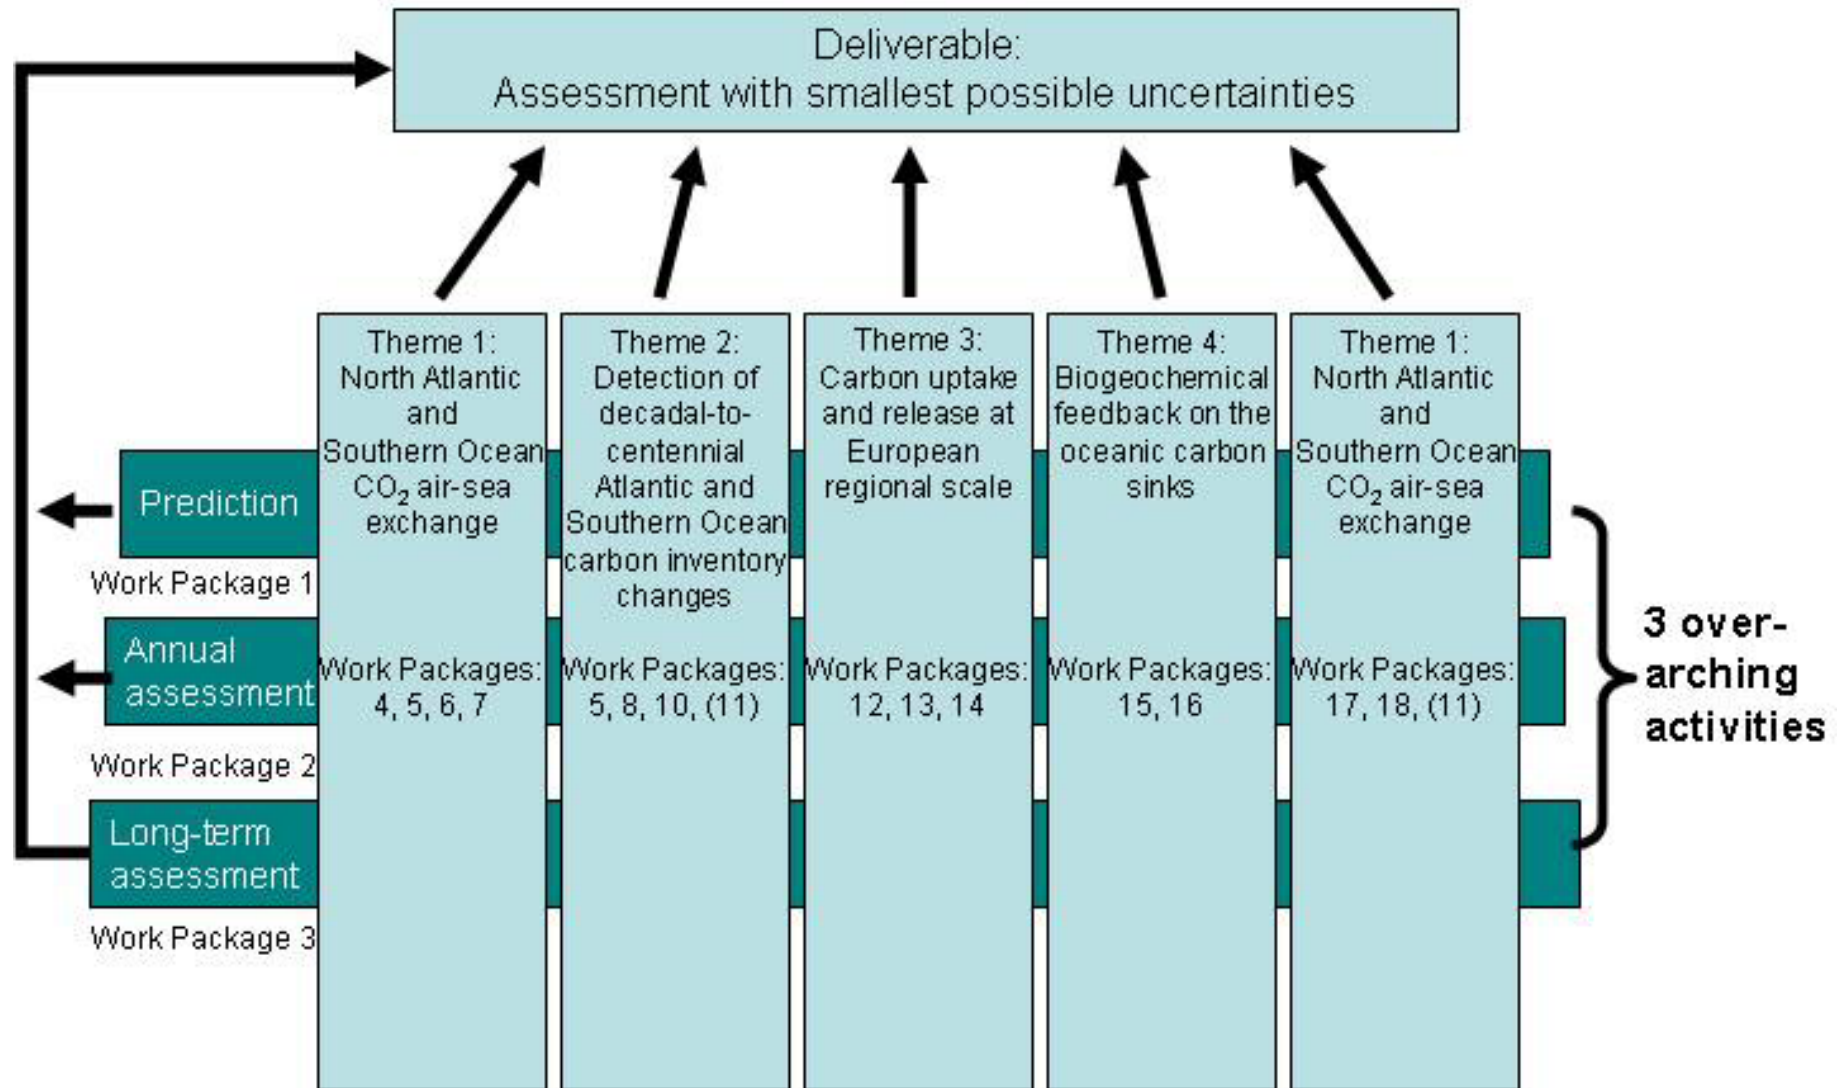 Deliverable:
Assessment with smallest possible uncertainties
Theme 1:
North Atlantic
and
Southern Ocean
CO₂ air-sea
exchange
Work Packages:
4, 5, 6, 7
Theme 2:
Detection of
decadal-to-
centennial
Atlantic and
Southern Ocean
carbon inventory
changes
Work Packages:
5, 8, 10, (11)
Theme 3:
Carbon uptake
and release at
European
regional scale
Work Packages:
12, 13, 14
Theme 4:
Biogeochemical
feedback on the
oceanic carbon
sinks
Work Packages:
15, 16
Theme 1:
North Atlantic
and
Southern Ocean
CO₂ air-sea
exchange
Work Packages:
17, 18, (11)
Prediction
Work Package 1
Annual
assessment
Work Package 2
Long-term
assessment
Work Package 3
3 over-
arching
activities